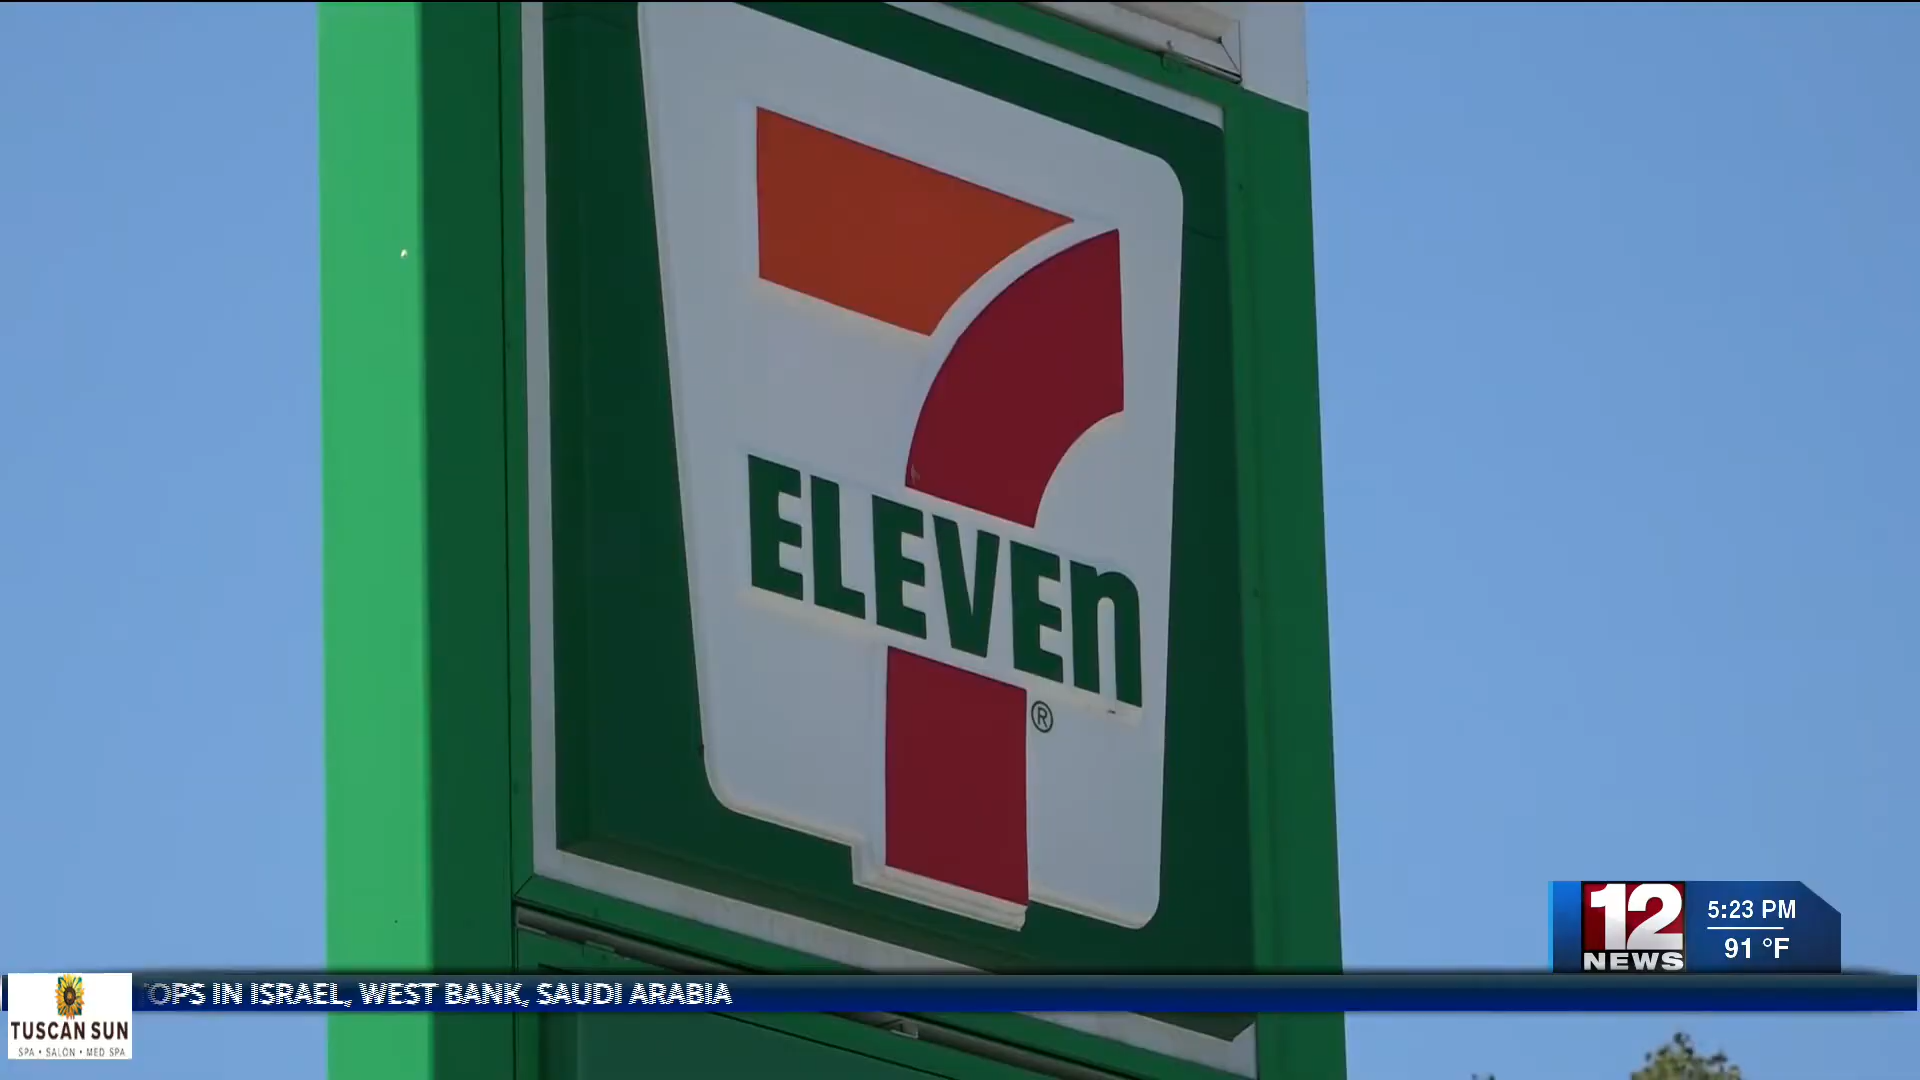 7
ELEVEn
®
12
NEWS
5:23 PM
91 °F
OPS IN ISRAEL, WEST BANK, SAUDI ARABIA
TUSCAN SUN
SPA • SALON • MED SPA